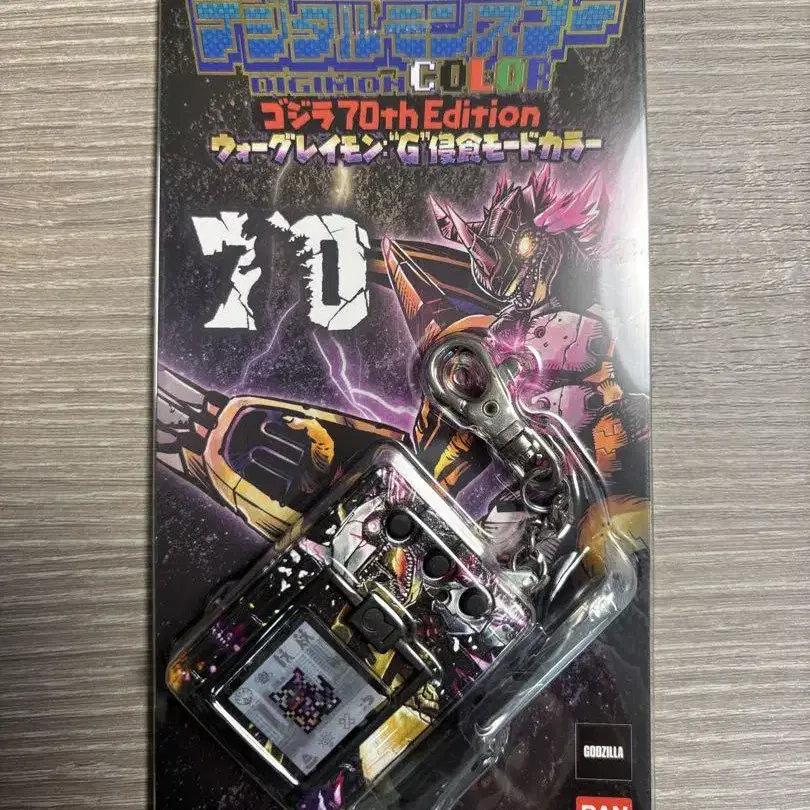 デジタルモンスター
DIGIMON COLOR
ゴジラ70th Edition
ウォーグレイモン:"G"侵食モードカラー
70
GODZILLA
BAN